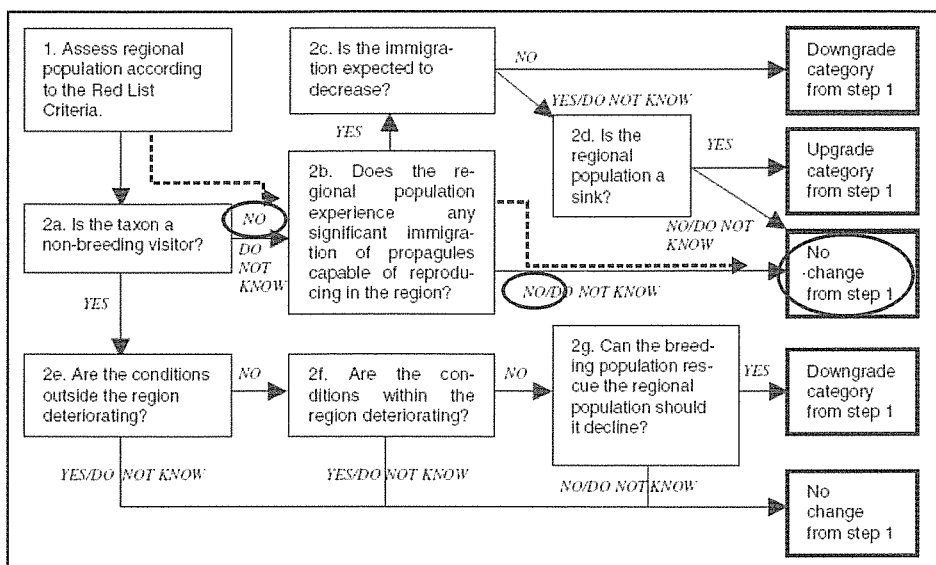 1. Assess regional
population according
to the Red List
Criteria.
2c. Is the immigra-
tion expected to
decrease?
NO
Downgrade
category
from step 1
YES/DO NOT KNOW
YES
YES
2d. Is the
regional
population a
sink?
YES
Upgrade
category
from step 1
2a. Is the taxon a
non-breeding visitor?
NO
DO
NOT
KNOW
2b. Does the re-
gional population
experience any
significant immigra-
tion of propagules
capable of reprodu-
cing in the region?
NO/DO NOT
KNOW
NO/DO NOT KNOW
No
change
from step 1
YES
2e. Are the conditions
outside the region
deteriorating?
NO
2f. Are the con-
ditions within the
region deteriorating?
NO
2g. Can the breed-
ing population res-
cue the regional
population should
it decline?
YES
Downgrade
category
from step 1
YES/DO NOT KNOW
YES/DO NOT KNOW
NO/DO NOT KNOW
No
change
from step 1